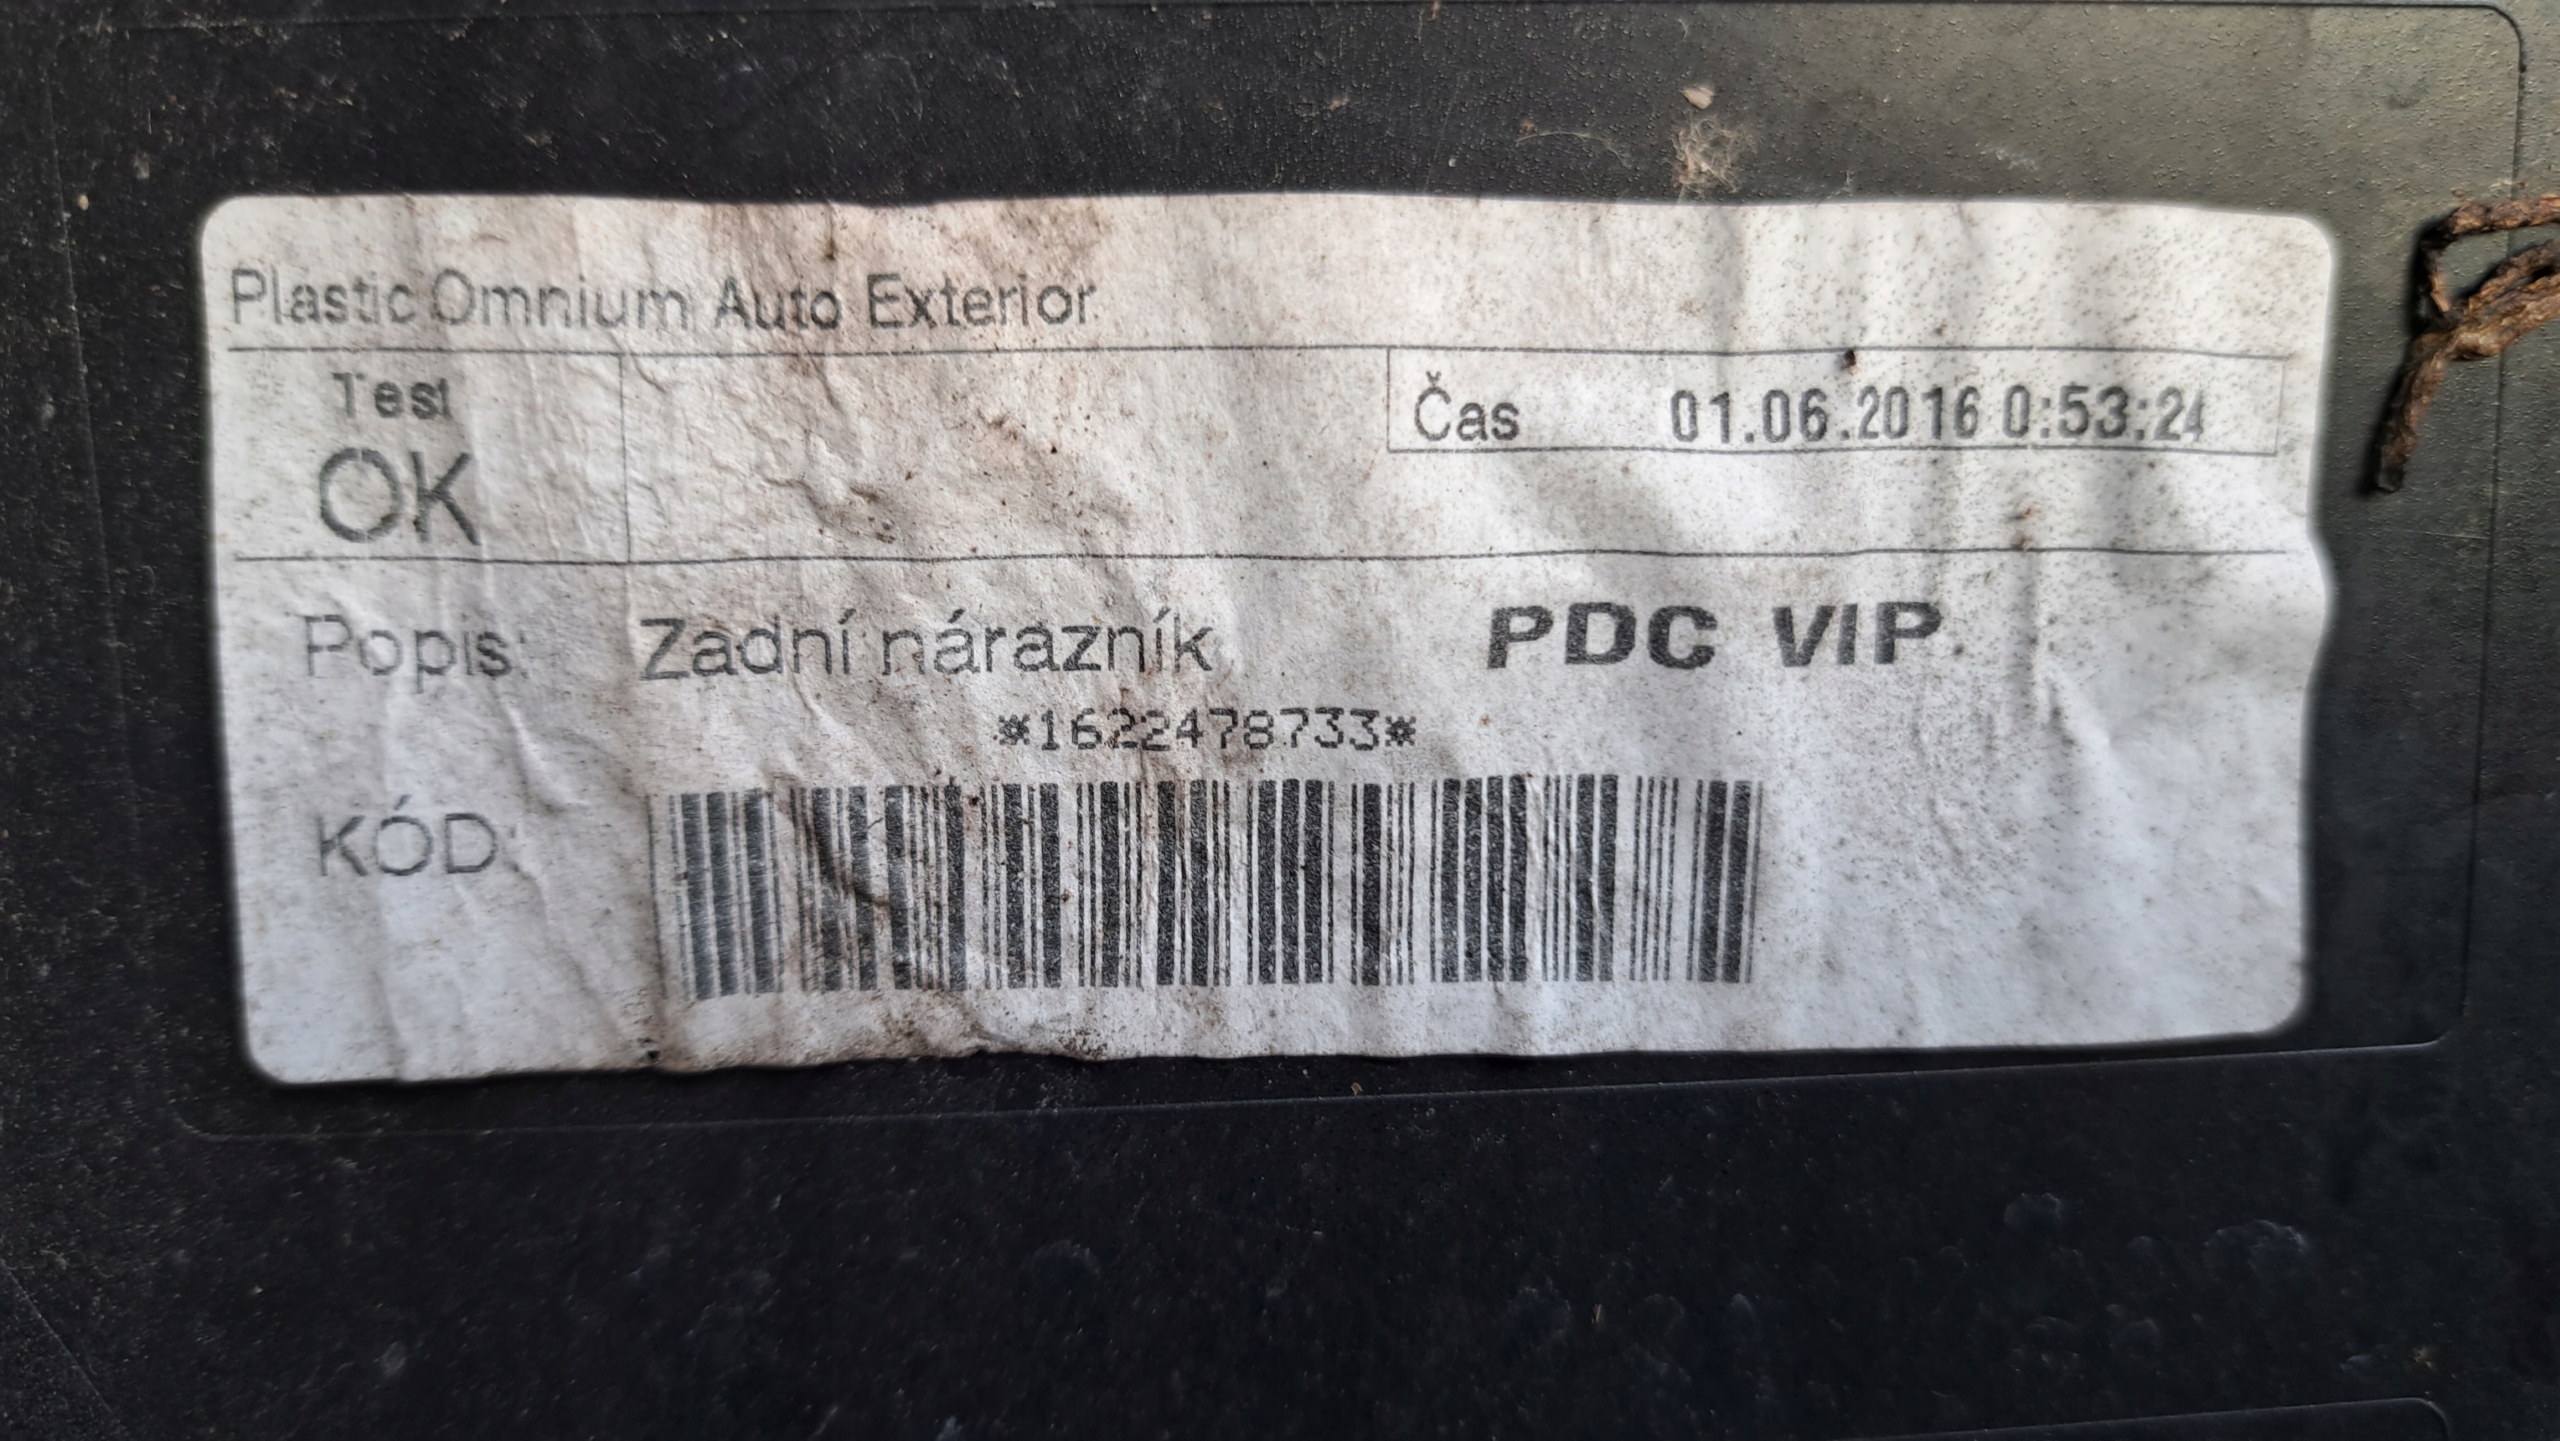 Plastic Omnium Auto Exterior
Test
OK
Čas 01.06.2016 0:53:24
Popis: Zadní nárazník PDC VIP
*1622478733*
KÓD: